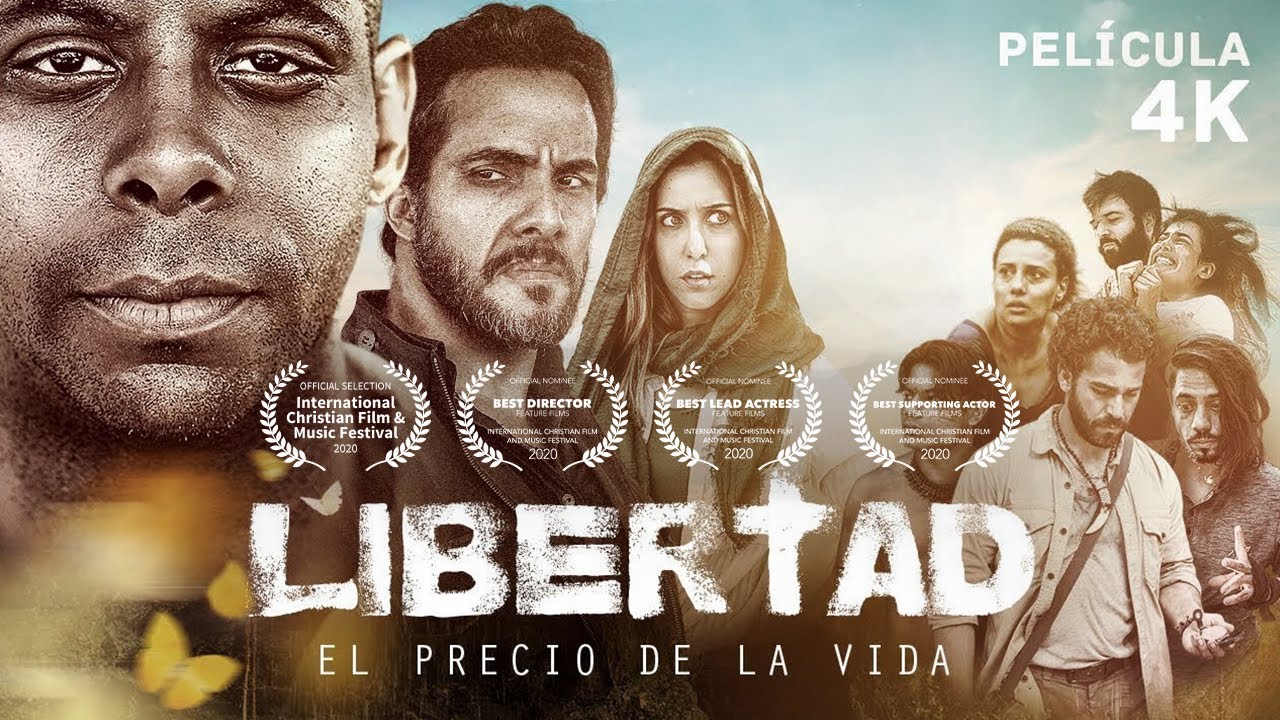 PELÍCULA
4K
OFFICIAL SELECTION
International
Christian Film &
Music Festival
2020
OFFICIAL NOMINEE
BEST DIRECTOR
FEATURE FILMS
INTERNATIONAL CHRISTIAN FILM
AND MUSIC FESTIVAL
2020
OFFICIAL NOMINEE
BEST LEAD ACTRESS
FEATURE FILMS
INTERNATIONAL CHRISTIAN FILM
AND MUSIC FESTIVAL
2020
OFFICIAL NOMINEE
BEST SUPPORTING ACTOR
FEATURE FILMS
INTERNATIONAL CHRISTIAN FILM
AND MUSIC FESTIVAL
2020
LIBERTAD
EL PRECIO DE LA VIDA